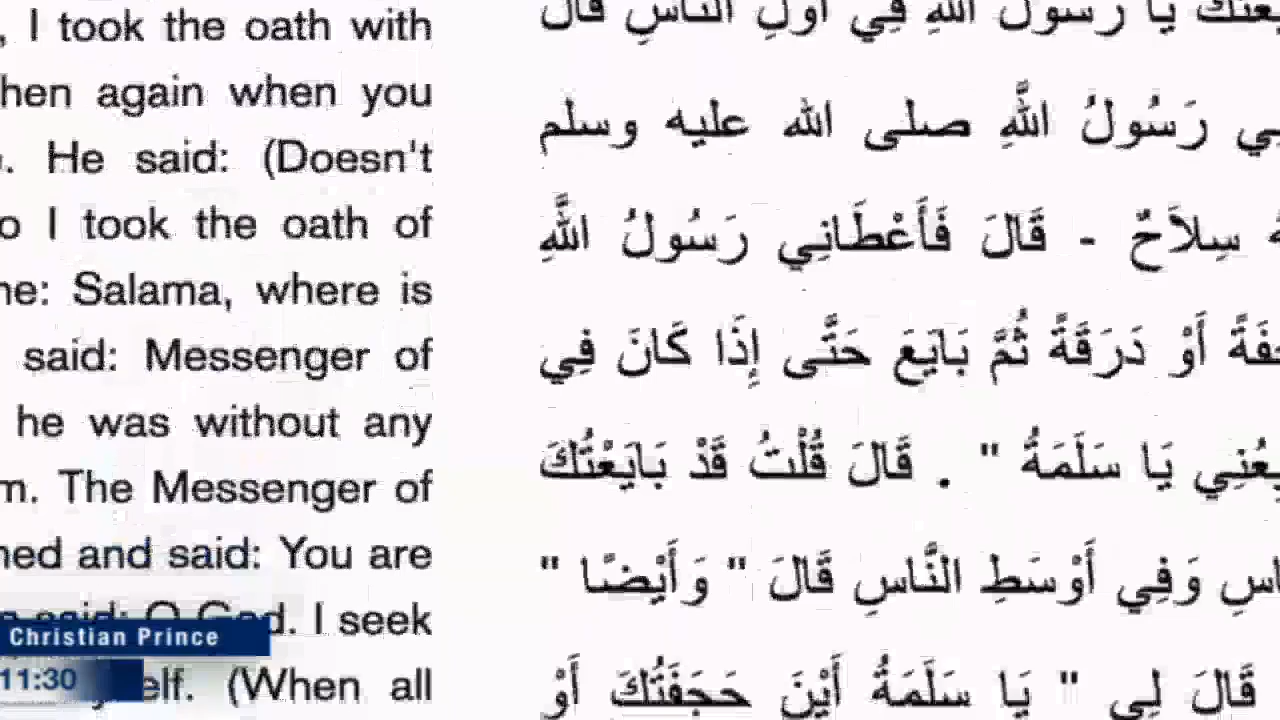 , I took the oath with
hen again when you
. He said: (Doesn't
o I took the oath of
ne: Salama, where is
said: Messenger of
he was without any
m. The Messenger of
ned and said: You are
said: O God. I seek
elf. (When all
يَا رَسُولَ اللَّهِ فِي أَوَّلِ النَّاسِ قَالَ
رَسُولُ اللَّهِ صلى الله عليه وسلم
سِلاَحٌ - قَالَ فَأَعْطَانِي رَسُولُ اللَّهِ
أَوْ دَرَقَةً ثُمَّ بَايَعَ حَتَّى إِذَا كَانَ فِي
يَا سَلَمَةُ " . قَالَ قُلْتُ قَدْ بَايَعْتُكَ
وَفِي أَوْسَطِ النَّاسِ قَالَ " وَأَيْضًا "
قَالَ لِي " يَا سَلَمَةُ أَيْنَ حَجَفَتُكَ أَوْ
Christian Prince
11:30